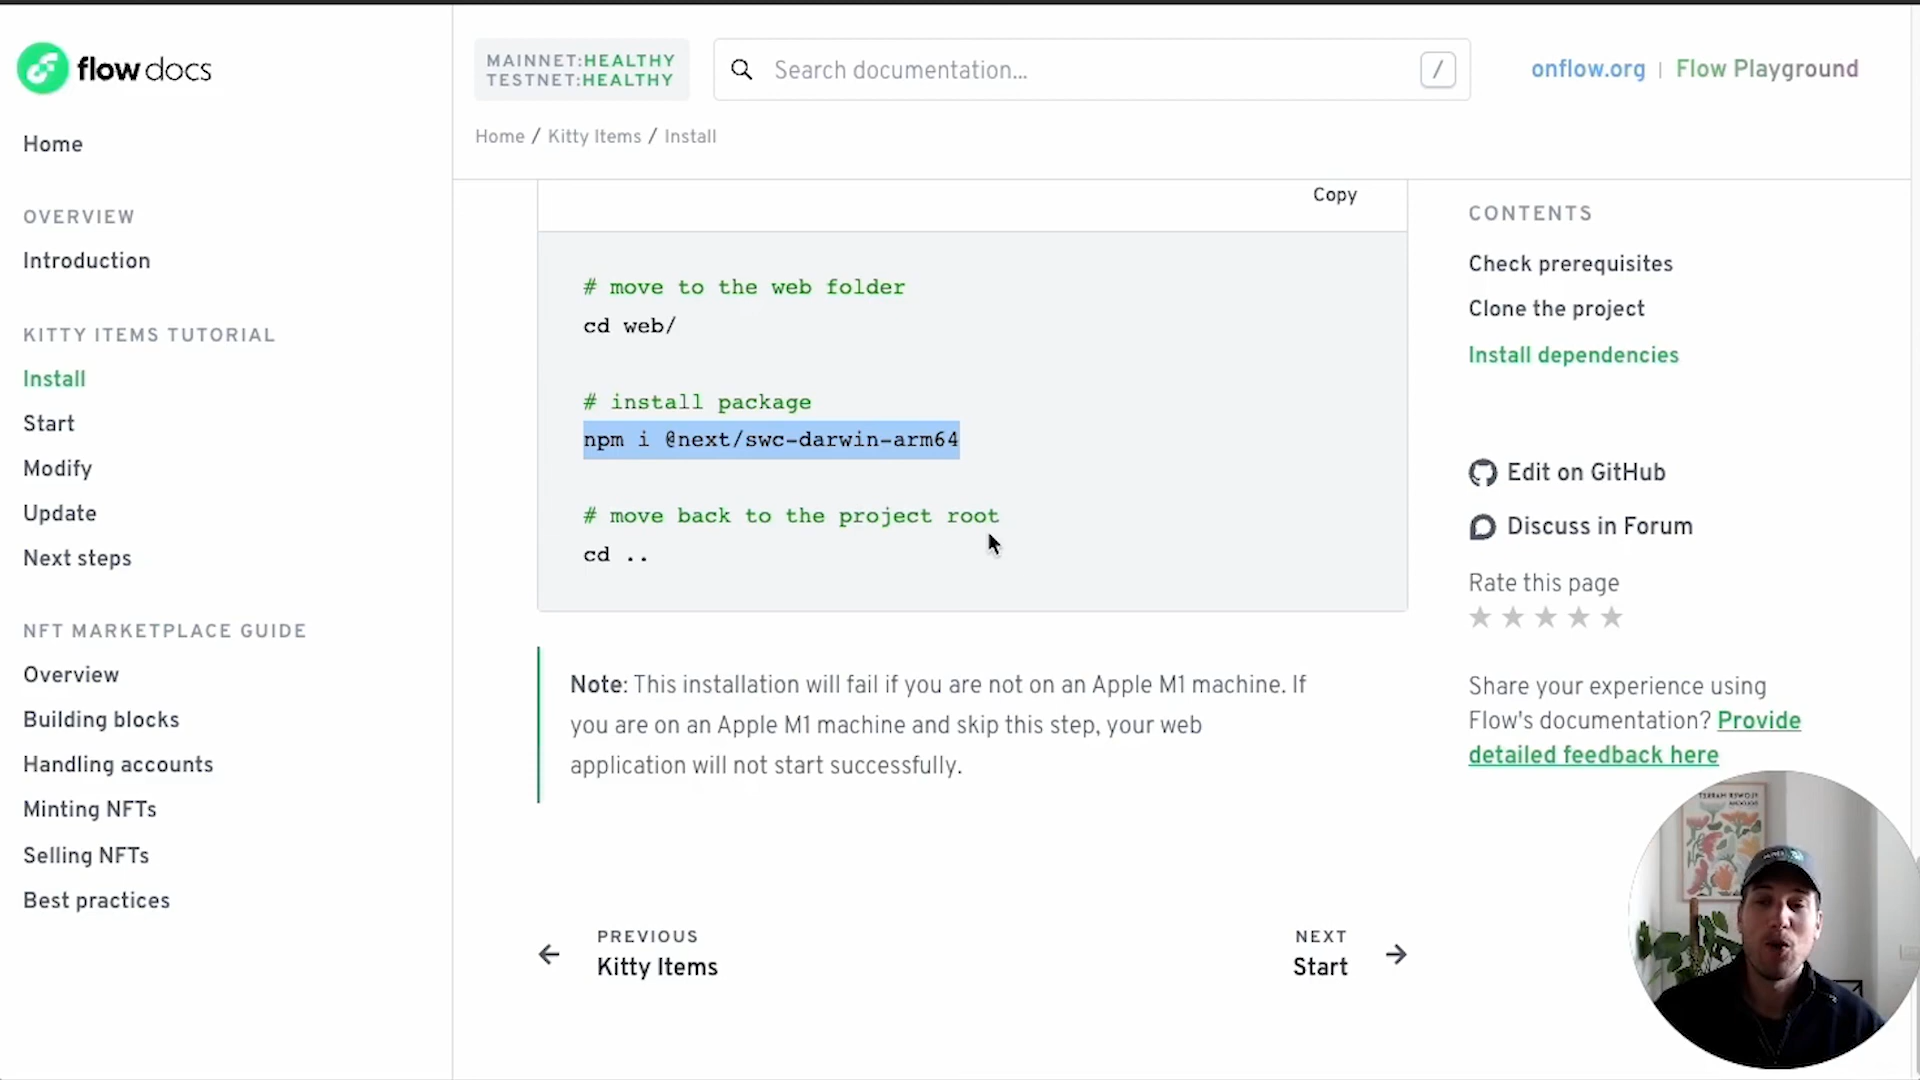 flow docs
MAINNET:HEALTHY
TESTNET:HEALTHY
Search documentation...
/
onflow.org | Flow Playground
Home / Kitty Items / Install
Home
OVERVIEW
Introduction
KITTY ITEMS TUTORIAL
Install
Start
Modify
Update
Next steps
NFT MARKETPLACE GUIDE
Overview
Building blocks
Handling accounts
Minting NFTs
Selling NFTs
Best practices
Copy
# move to the web folder
cd web/
# install package
npm i @next/swc-darwin-arm64
# move back to the project root
cd ..
Note: This installation will fail if you are not on an Apple M1 machine. If
you are on an Apple M1 machine and skip this step, your web
application will not start successfully.
PREVIOUS
Kitty Items
NEXT
Start
CONTENTS
Check prerequisites
Clone the project
Install dependencies
Edit on GitHub
Discuss in Forum
Rate this page
Share your experience using
Flow's documentation? Provide
detailed feedback here
FLOWER MARKET